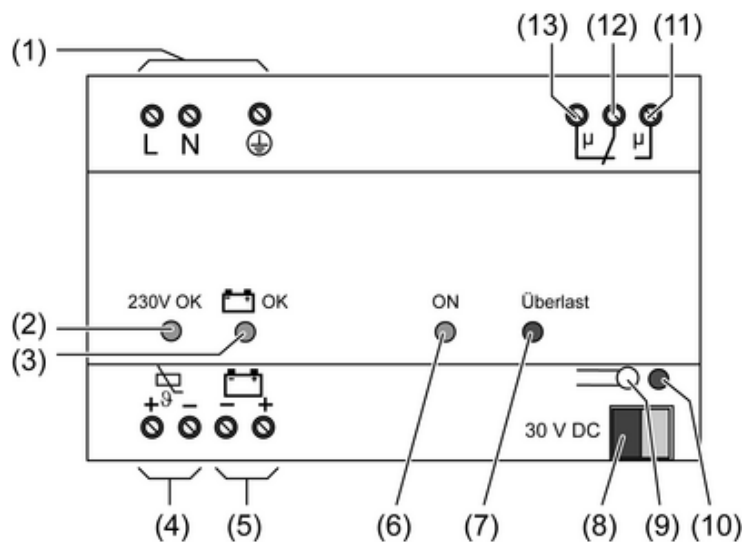 (1)
(13) (12) (11)
L N
µ µ
230V OK OK ON Überlast
(2)
(3)
ϑ
+ − − +
30 V DC
(4) (5) (6) (7) (8) (9) (10)